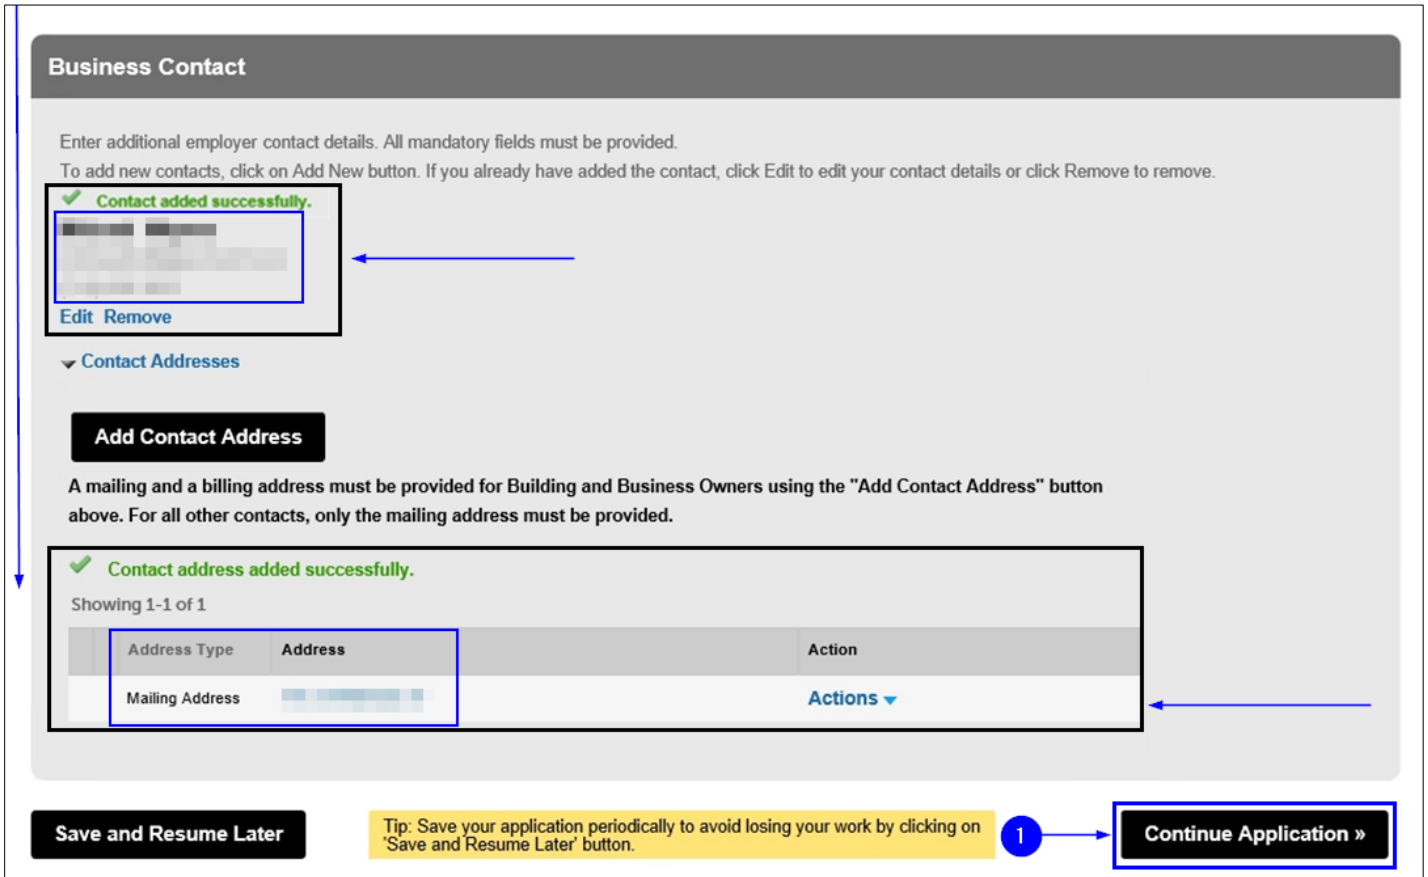 Business Contact
Enter additional employer contact details. All mandatory fields must be provided.
To add new contacts, click on Add New button. If you already have added the contact, click Edit to edit your contact details or click Remove to remove.
Contact added successfully.
Edit Remove
Contact Addresses
Add Contact Address
A mailing and a billing address must be provided for Building and Business Owners using the "Add Contact Address" button
above. For all other contacts, only the mailing address must be provided.
Contact address added successfully.
Showing 1-1 of 1
Address Type Address Action
Mailing Address Actions
Save and Resume Later
Tip: Save your application periodically to avoid losing your work by clicking on
'Save and Resume Later' button.
1
Continue Application »